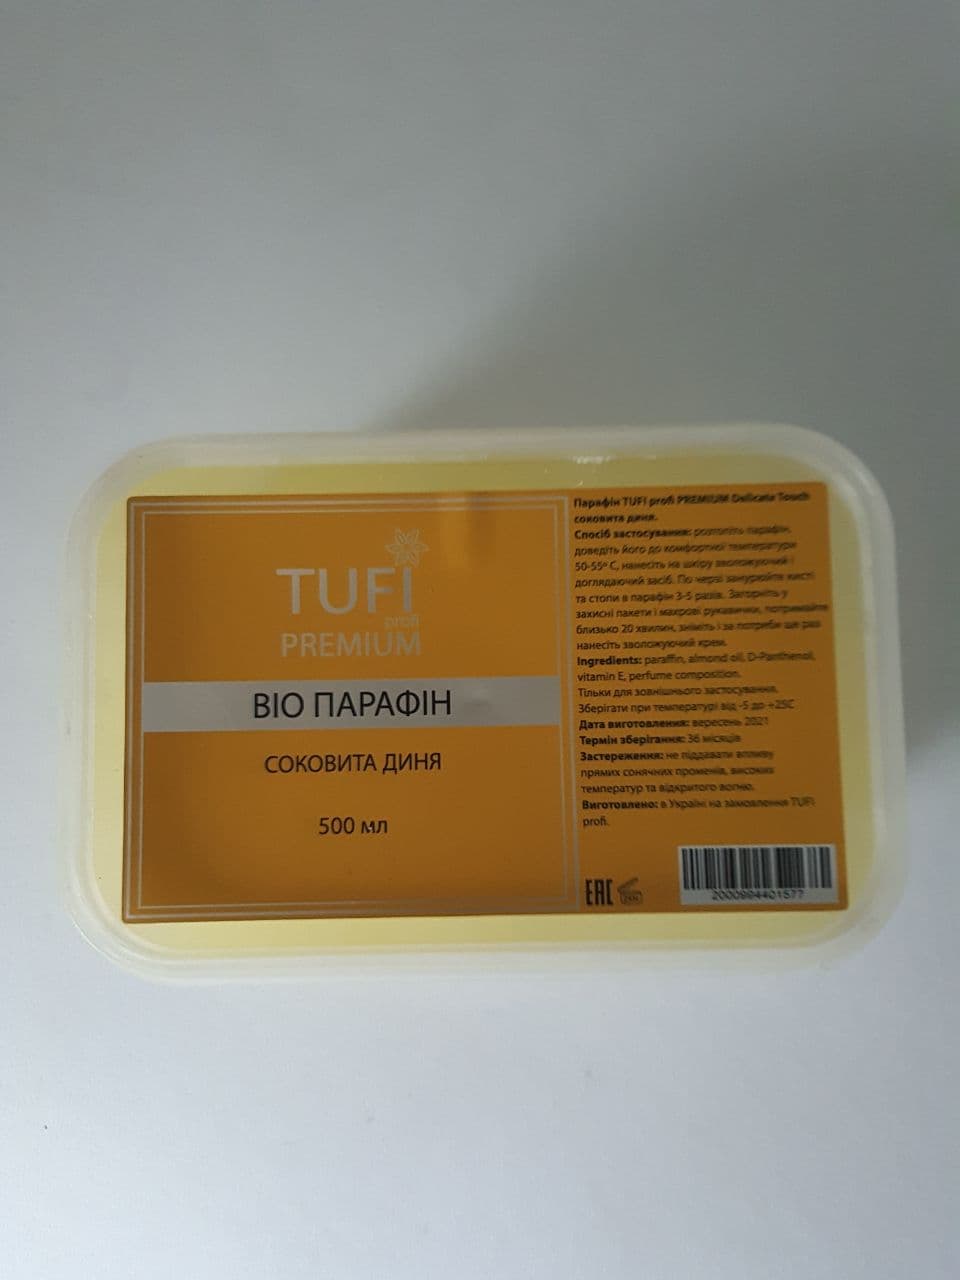 TUFI
profi
PREMIUM
BIO ПАРАФІН
СОКОВИТА ДИНЯ
500 мл
Парафін TUFI profi PREMIUM Delicate Touch
соковита диня.
Спосіб застосування: розтопіть парафін,
доведіть його до комфортної температури
50-55º С, нанесіть на шкіру зволожуючий і
доглядаючий засіб. По черзі занурюйте кисті
та стопи в парафін 3-5 разів. Загорніть у
захисні пакети і махрові рукавички, потримайте
близько 20 хвилин, зніміть і за потреби ще раз
нанесіть зволожуючий крем.
Ingredients: paraffin, almond oil, D-Panthenol,
vitamin E, perfume composition.
Тільки для зовнішнього застосування.
Зберігати при температурі від -5 до +25С
Дата виготовлення: вересень 2021
Термін зберігання: 36 місяців
Застереження: не піддавати впливу
прямих сонячних променів, високих
температур та відкритого вогню.
Виготовлено: в Україні на замовлення TUFI
profi.
EAC
2000994401577